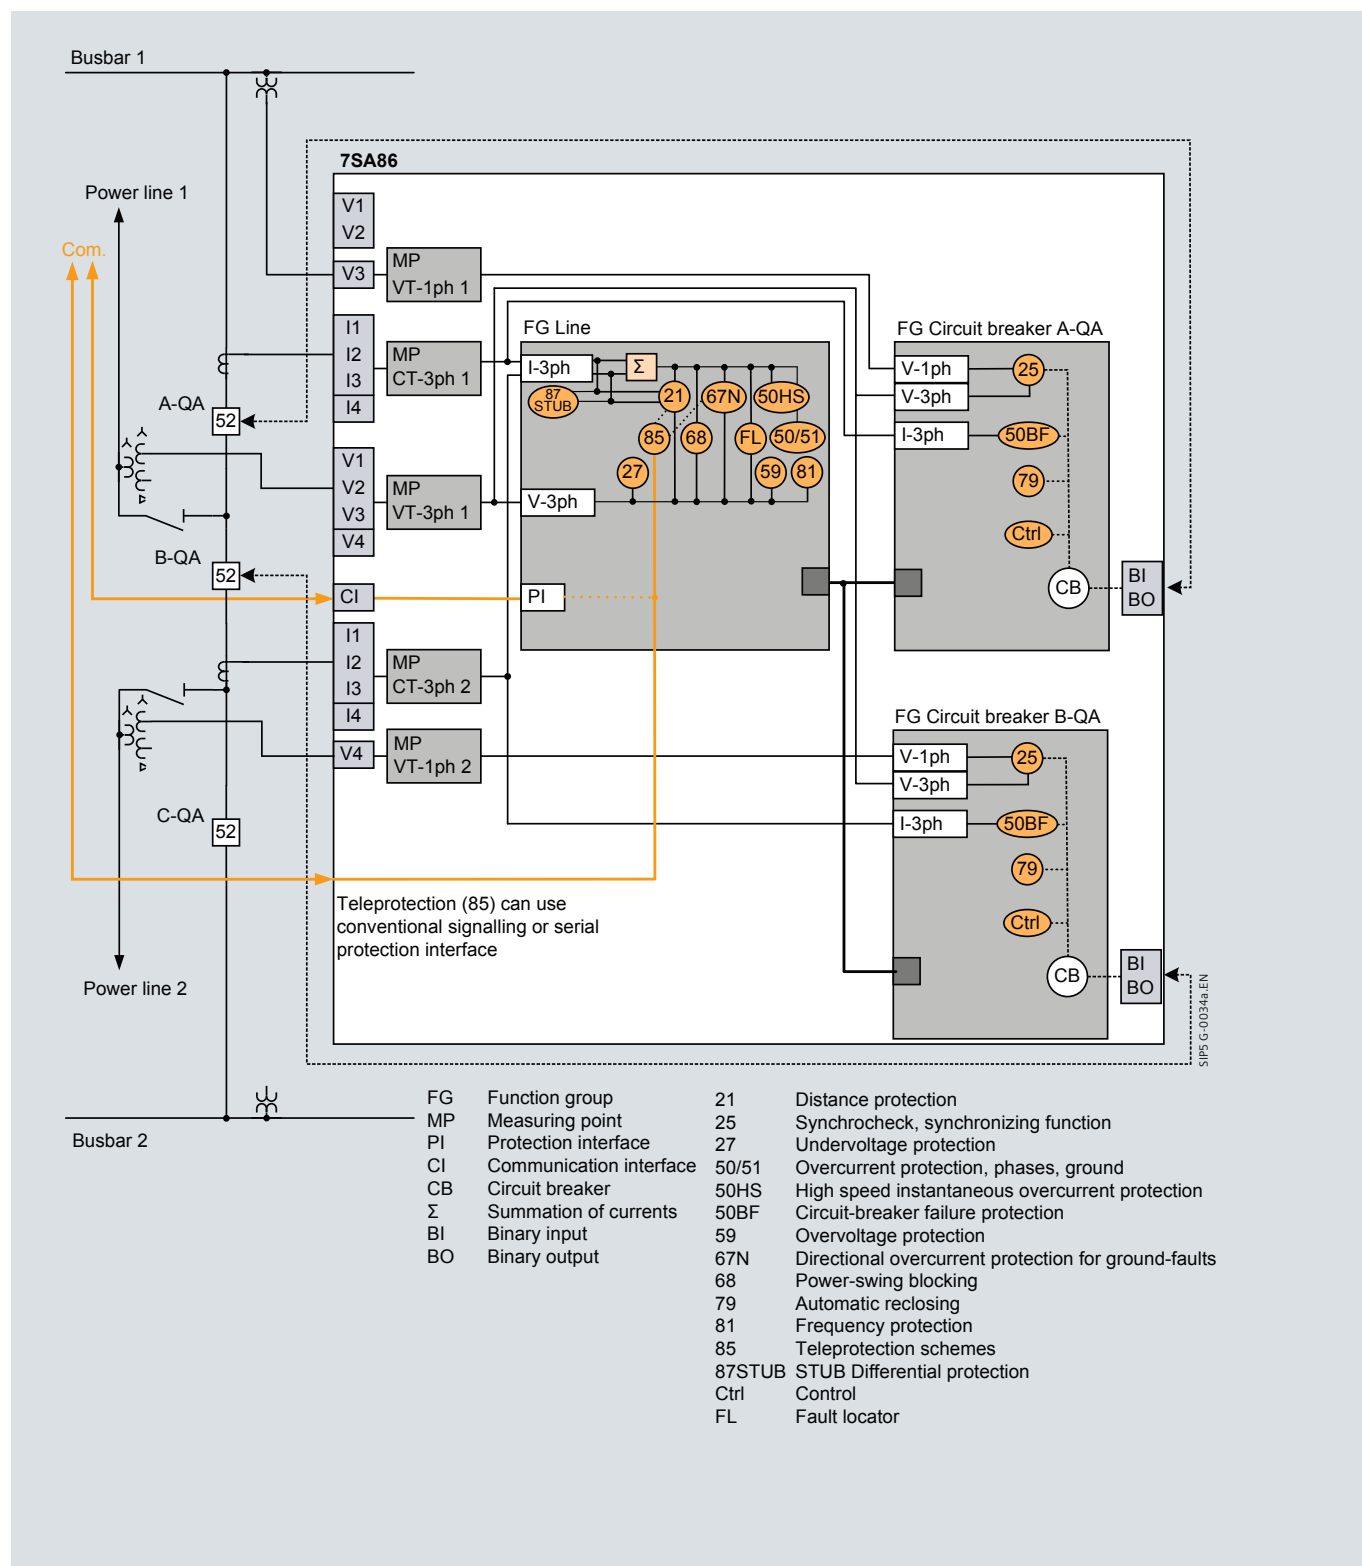 Busbar 1
7SA86
Power line 1
Com.
V1
V2
V3
MP
VT-1ph 1
I1
I2
I3
I4
MP
CT-3ph 1
A-QA
52
V1
V2
V3
V4
MP
VT-3ph 1
B-QA
52
CI
I1
I2
I3
I4
MP
CT-3ph 2
V4
MP
VT-1ph 2
C-QA
52
FG Line
I-3ph
Σ
87
STUB
21
67N
50HS
85
68
FL
50/51
27
59
81
V-3ph
PI
FG Circuit breaker A-QA
V-1ph
V-3ph
I-3ph
25
50BF
79
Ctrl
CB
BI
BO
FG Circuit breaker B-QA
V-1ph
V-3ph
I-3ph
25
50BF
79
Ctrl
CB
BI
BO
Teleprotection (85) can use
conventional signalling or serial
protection interface
Power line 2
SIP5 G-0034a.EN
Busbar 2
FG Function group
MP Measuring point
PI Protection interface
CI Communication interface
CB Circuit breaker
Σ Summation of currents
BI Binary input
BO Binary output
21 Distance protection
25 Synchrocheck, synchronizing function
27 Undervoltage protection
50/51 Overcurrent protection, phases, ground
50HS High speed instantaneous overcurrent protection
50BF Circuit-breaker failure protection
59 Overvoltage protection
67N Directional overcurrent protection for ground-faults
68 Power-swing blocking
79 Automatic reclosing
81 Frequency protection
85 Teleprotection schemes
87STUB STUB Differential protection
Ctrl Control
FL Fault locator